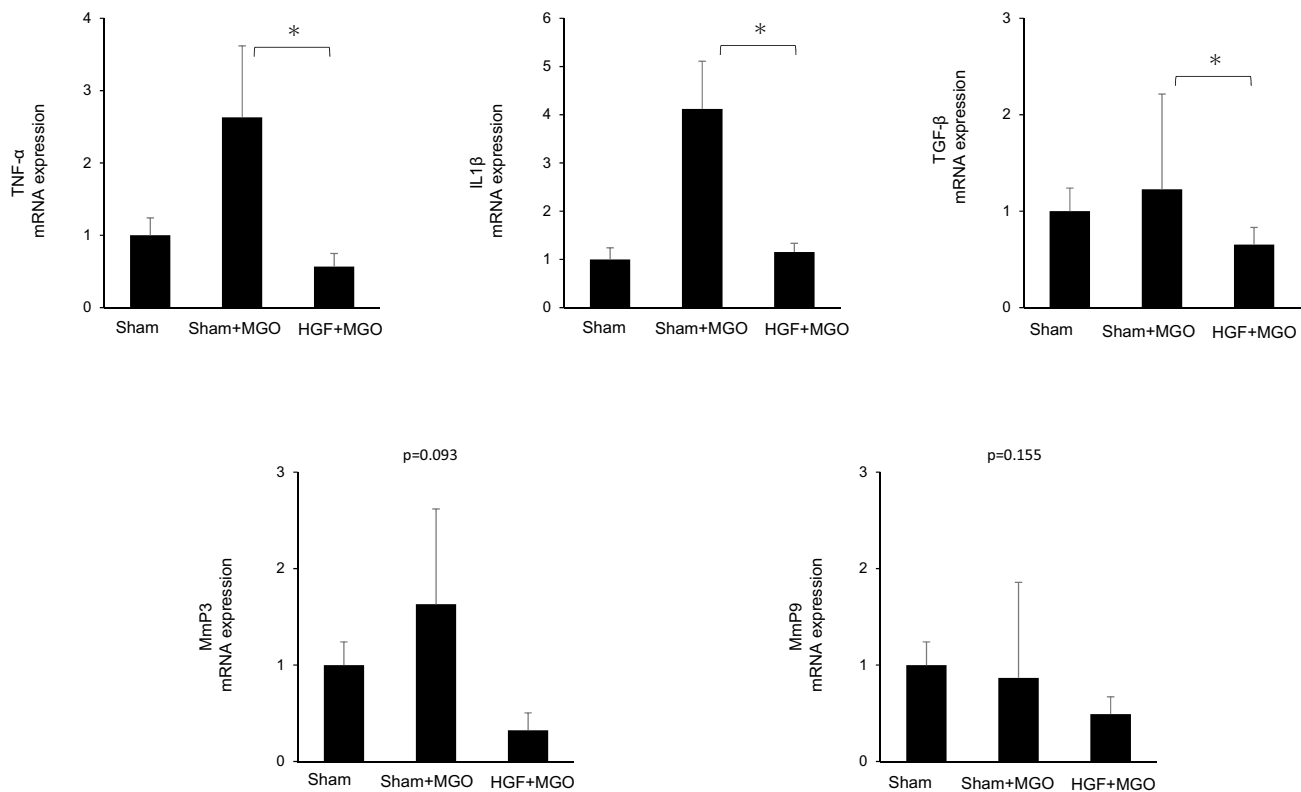 TNF-α
mRNA expression
4
3
2
1
0
*
Sham
Sham+MGO
HGF+MGO
IL1β
mRNA expression
6
5
4
3
2
1
0
*
Sham
Sham+MGO
HGF+MGO
TGF-β
mRNA expression
3
2
1
0
*
Sham
Sham+MGO
HGF+MGO
p=0.093
MmP3
mRNA expression
3
2
1
0
Sham
Sham+MGO
HGF+MGO
p=0.155
MmP9
mRNA expression
3
2
1
0
Sham
Sham+MGO
HGF+MGO